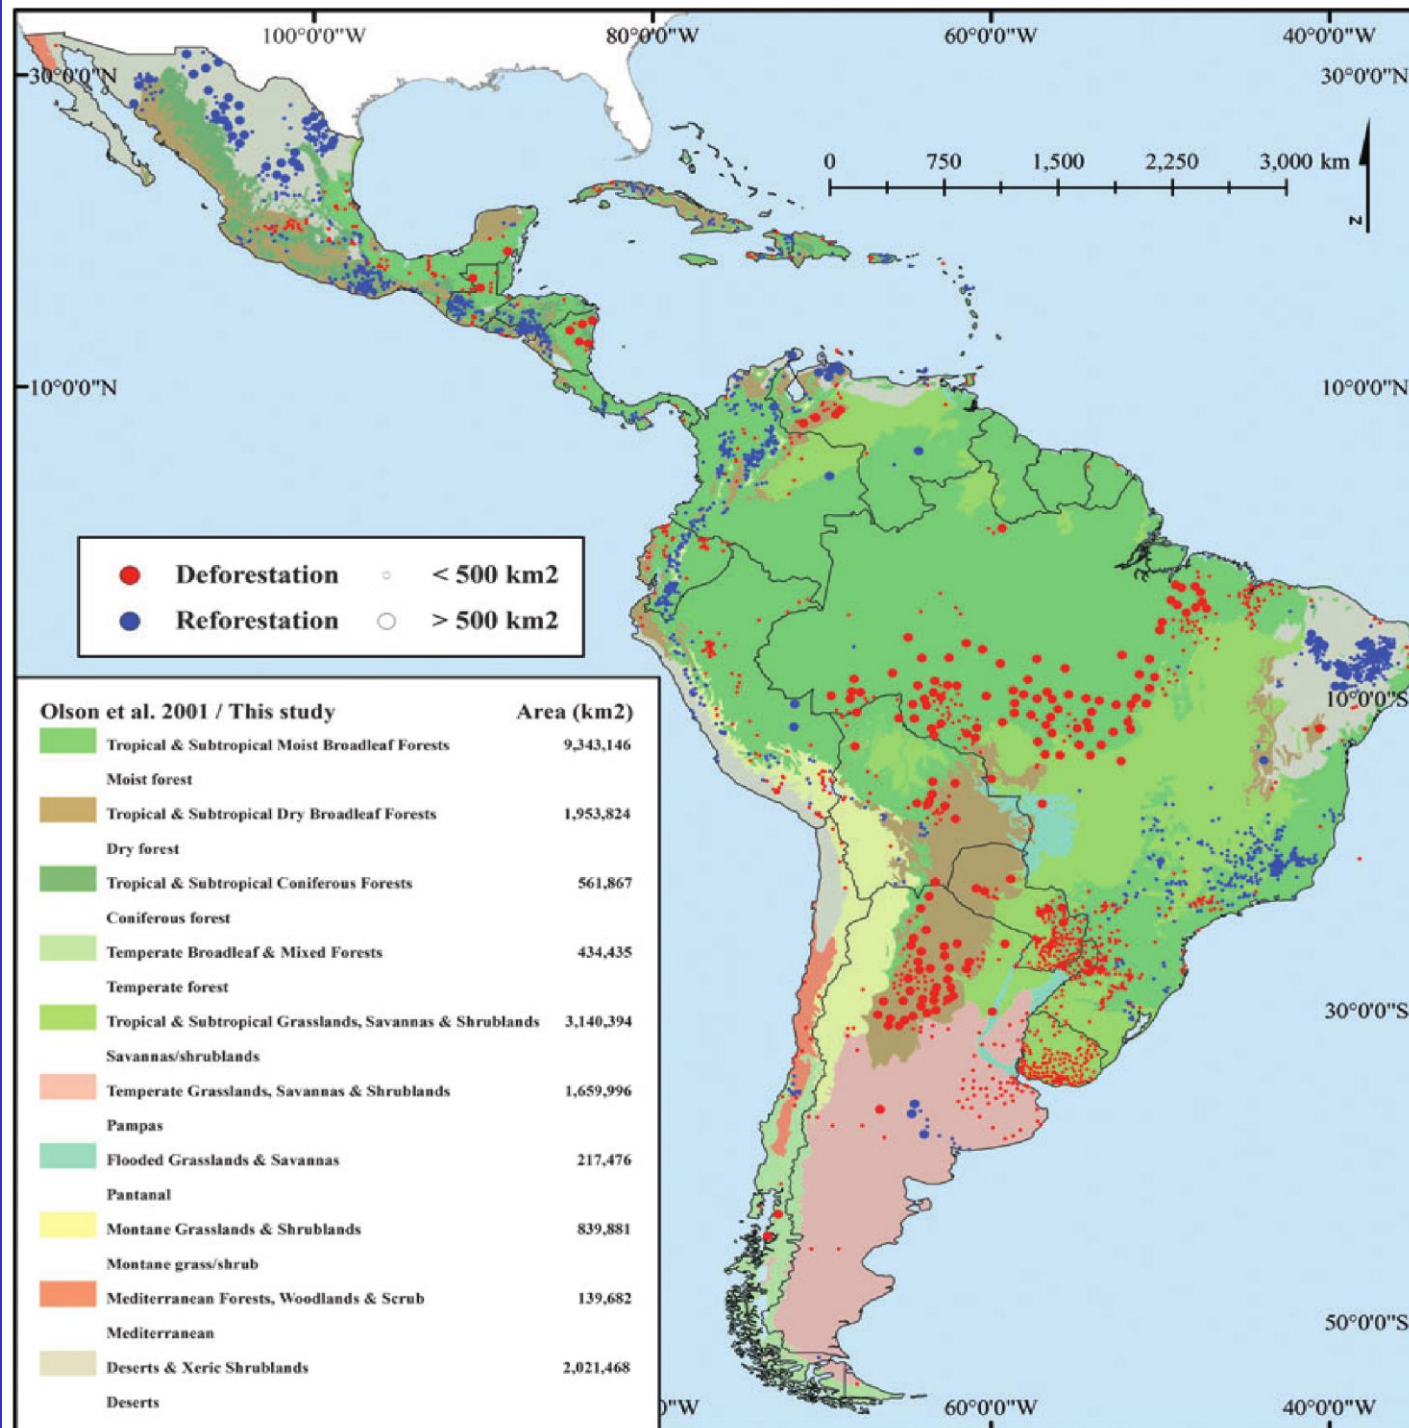 100°0'0"W 80°0'0"W 60°0'0"W 40°0'0"W
30°0'0"N 30°0'0"N
0 750 1,500 2,250 3,000 km
N
10°0'0"N 10°0'0"N
Deforestation < 500 km2
Reforestation > 500 km2
10°0'0"S
Olson et al. 2001 / This study Area (km2)
Tropical & Subtropical Moist Broadleaf Forests 9,343,146
Moist forest
Tropical & Subtropical Dry Broadleaf Forests 1,953,824
Dry forest
Tropical & Subtropical Coniferous Forests 561,867
Coniferous forest
Temperate Broadleaf & Mixed Forests 434,435
Temperate forest
Tropical & Subtropical Grasslands, Savannas & Shrublands 3,140,394
Savannas/shrublands
Temperate Grasslands, Savannas & Shrublands 1,659,996
Pampas
Flooded Grasslands & Savannas 217,476
Pantanal
Montane Grasslands & Shrublands 839,881
Montane grass/shrub
Mediterranean Forests, Woodlands & Scrub 139,682
Mediterranean
Deserts & Xeric Shrublands 2,021,468
Deserts
30°0'0"S
50°0'0"S
0"W 60°0'0"W 40°0'0"W